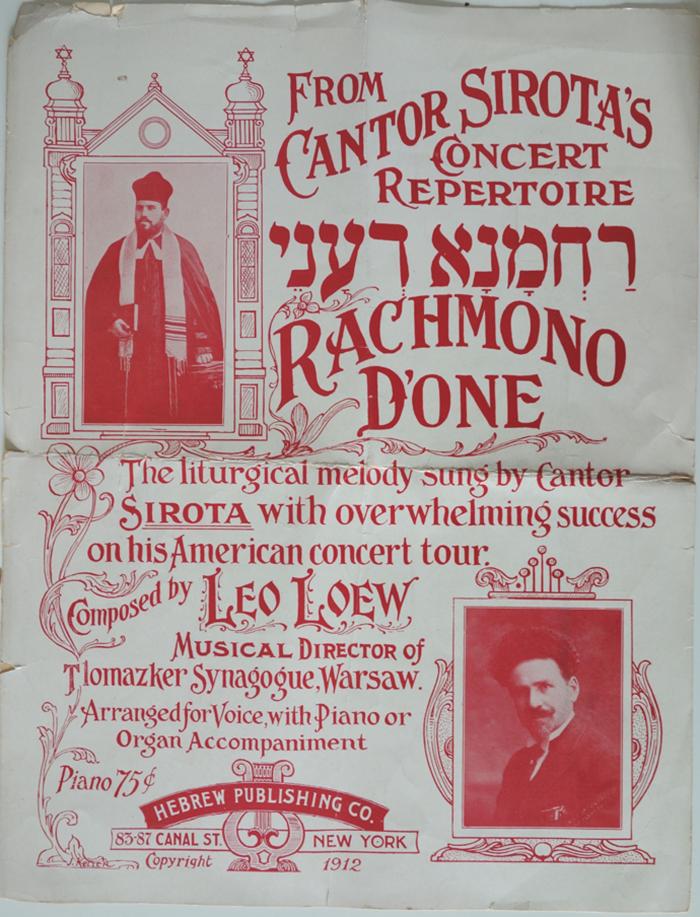 FROM
CANTOR SIROTA'S
CONCERT
REPERTOIRE
רַחְמָנָא דְעָנֵי
RACHMONO
D'ONE
The liturgical melody sung by Cantor
SIROTA with overwhelming success
on his American concert tour.
Composed by LEO LOEW
MUSICAL DIRECTOR of
Tlomazker Synagogue, Warsaw.
Arranged for Voice, with Piano or
Organ Accompaniment
Piano 75¢
HEBREW PUBLISHING CO.
83-87 CANAL ST. NEW YORK
Copyright 1912